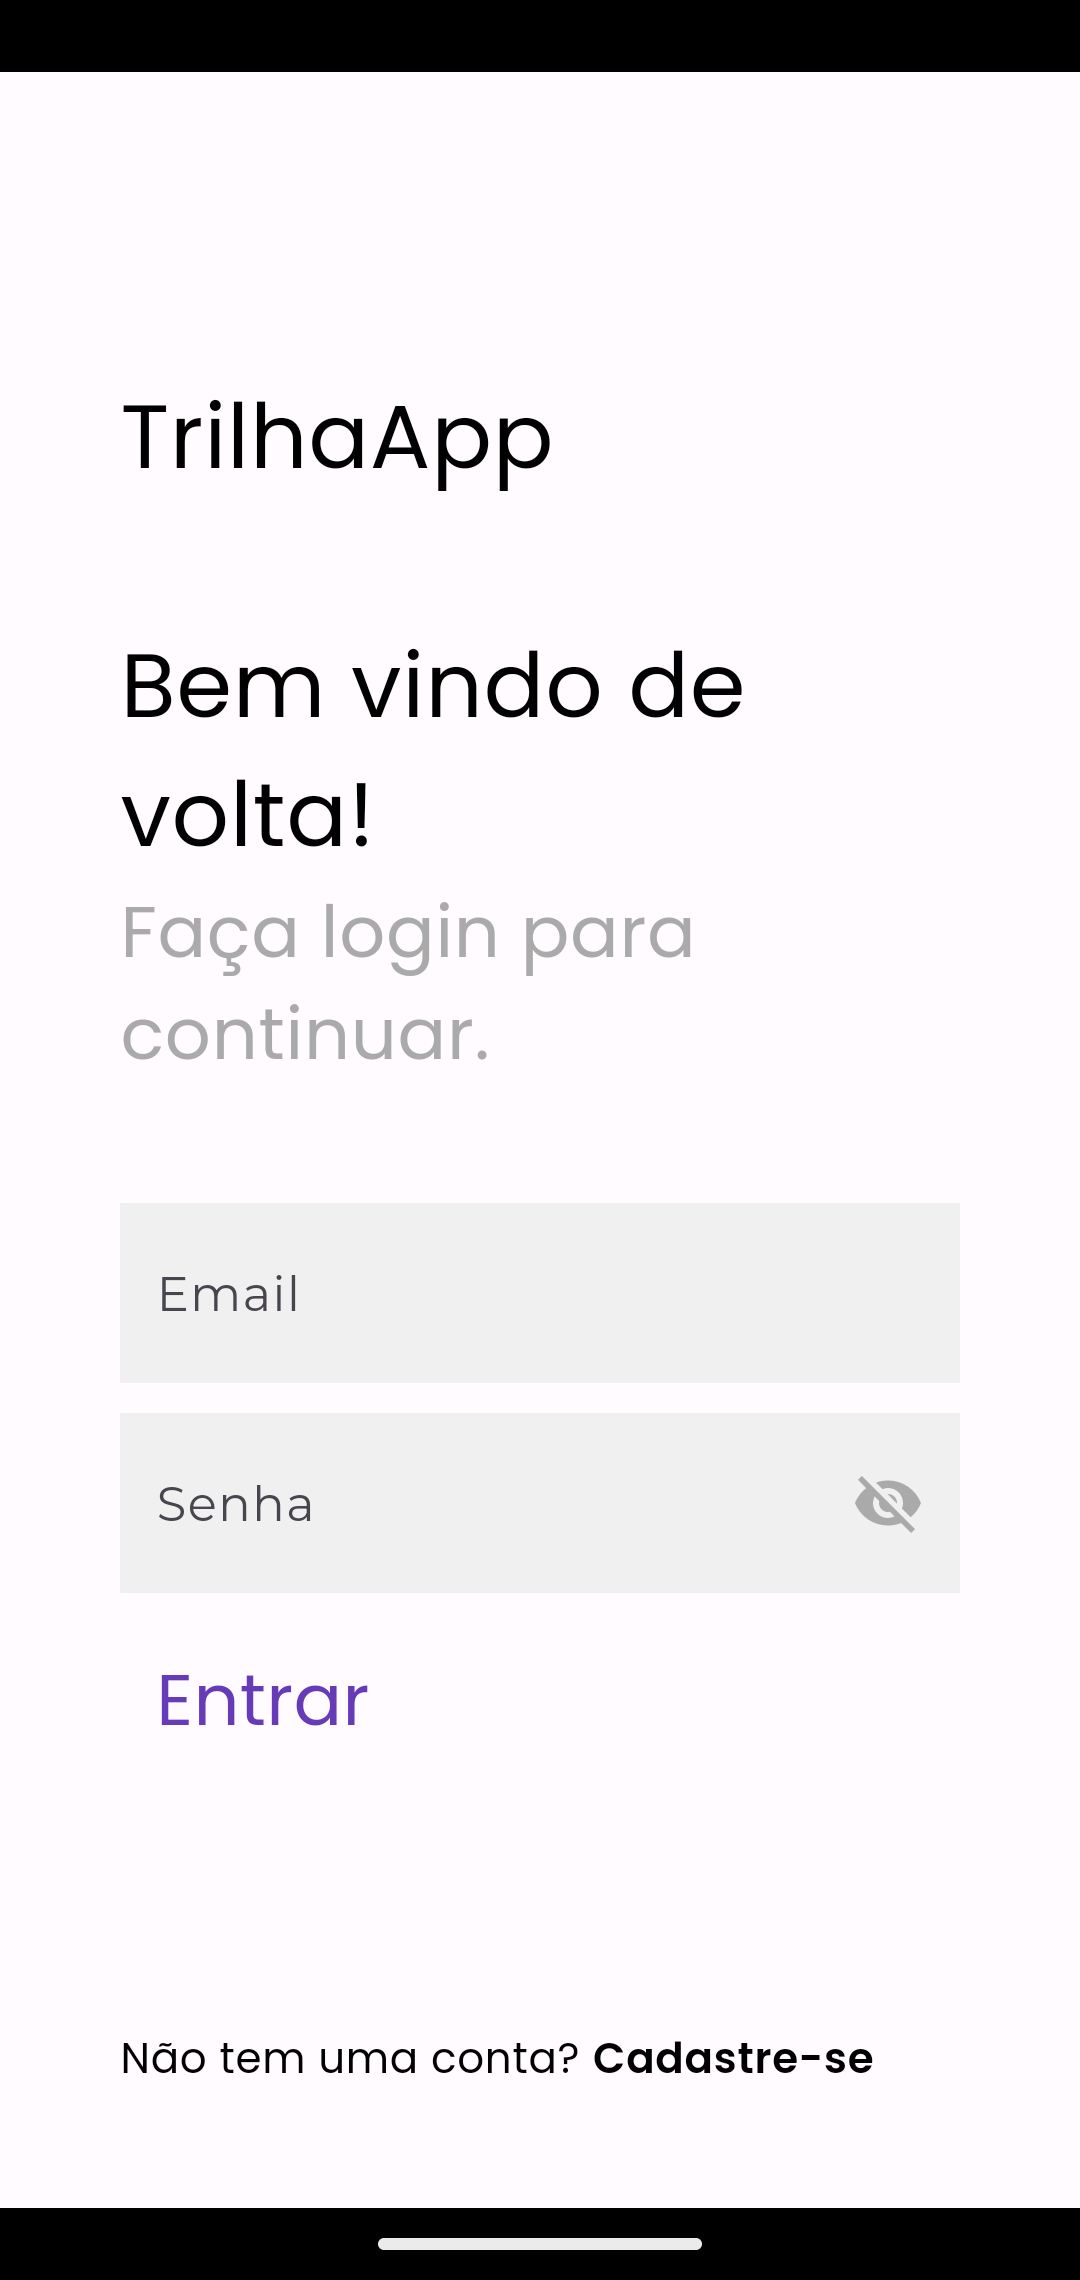 TrilhaApp
Bem vindo de
volta!
Faça login para
continuar.
Email
Senha
Entrar
Não tem uma conta? Cadastre-se